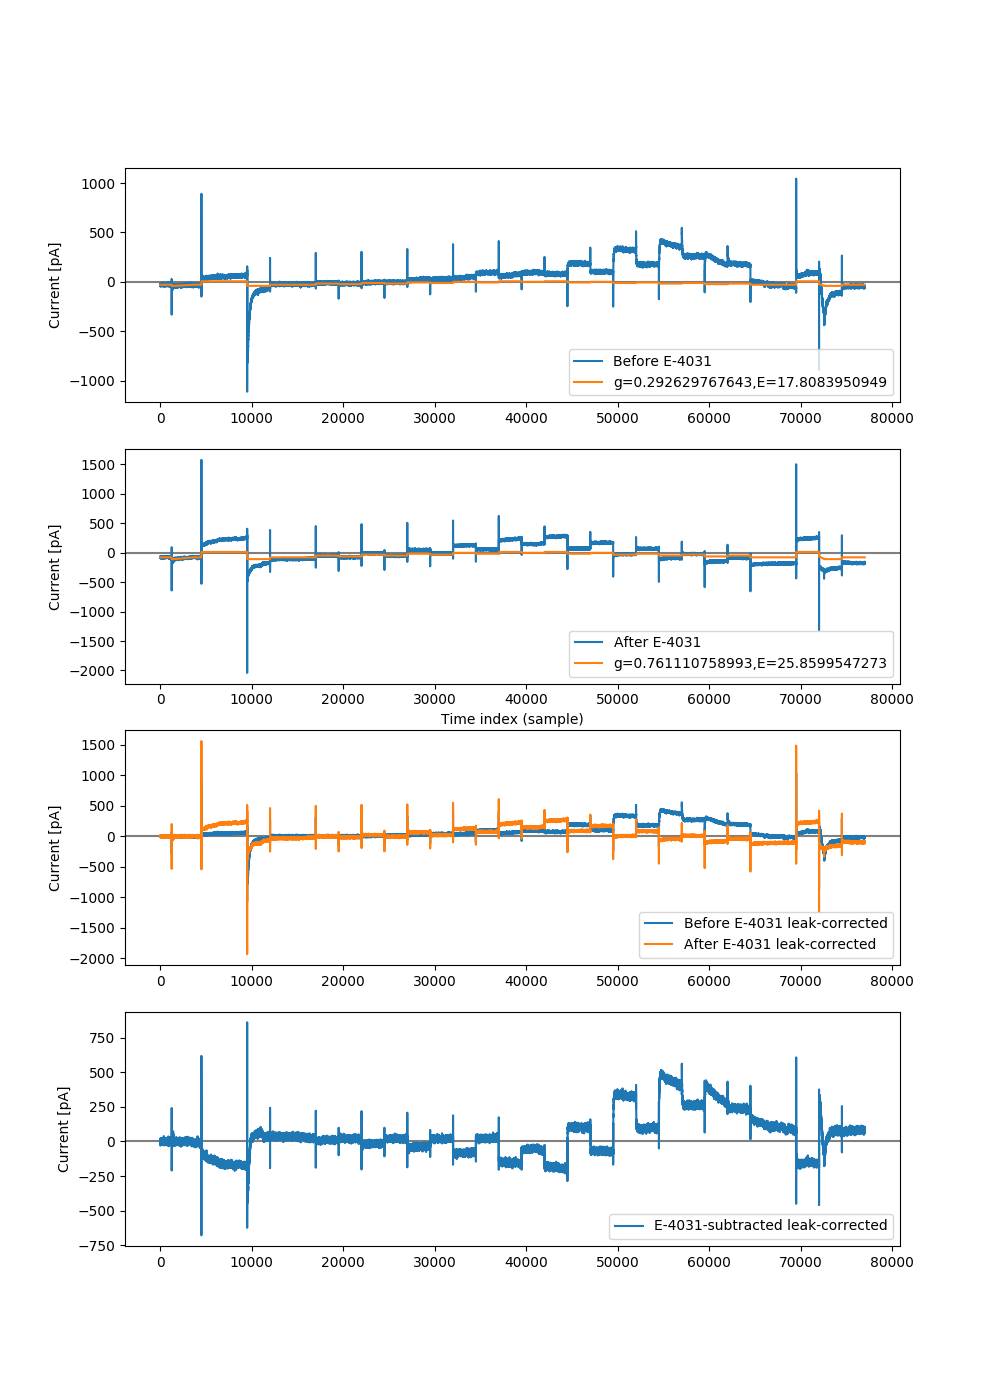 1000
500
0
−500
−1000
Current [pA]
Before E-4031
g=0.292629767643,E=17.8083950949
0 10000 20000 30000 40000 50000 60000 70000 80000
1500
1000
500
0
−500
−1000
−1500
−2000
Current [pA]
After E-4031
g=0.761110758993,E=25.8599547273
0 10000 20000 30000 40000 50000 60000 70000 80000
Time index (sample)
1500
1000
500
0
−500
−1000
−1500
−2000
Current [pA]
Before E-4031 leak-corrected
After E-4031 leak-corrected
0 10000 20000 30000 40000 50000 60000 70000 80000
750
500
250
0
−250
−500
−750
Current [pA]
E-4031-subtracted leak-corrected
0 10000 20000 30000 40000 50000 60000 70000 80000